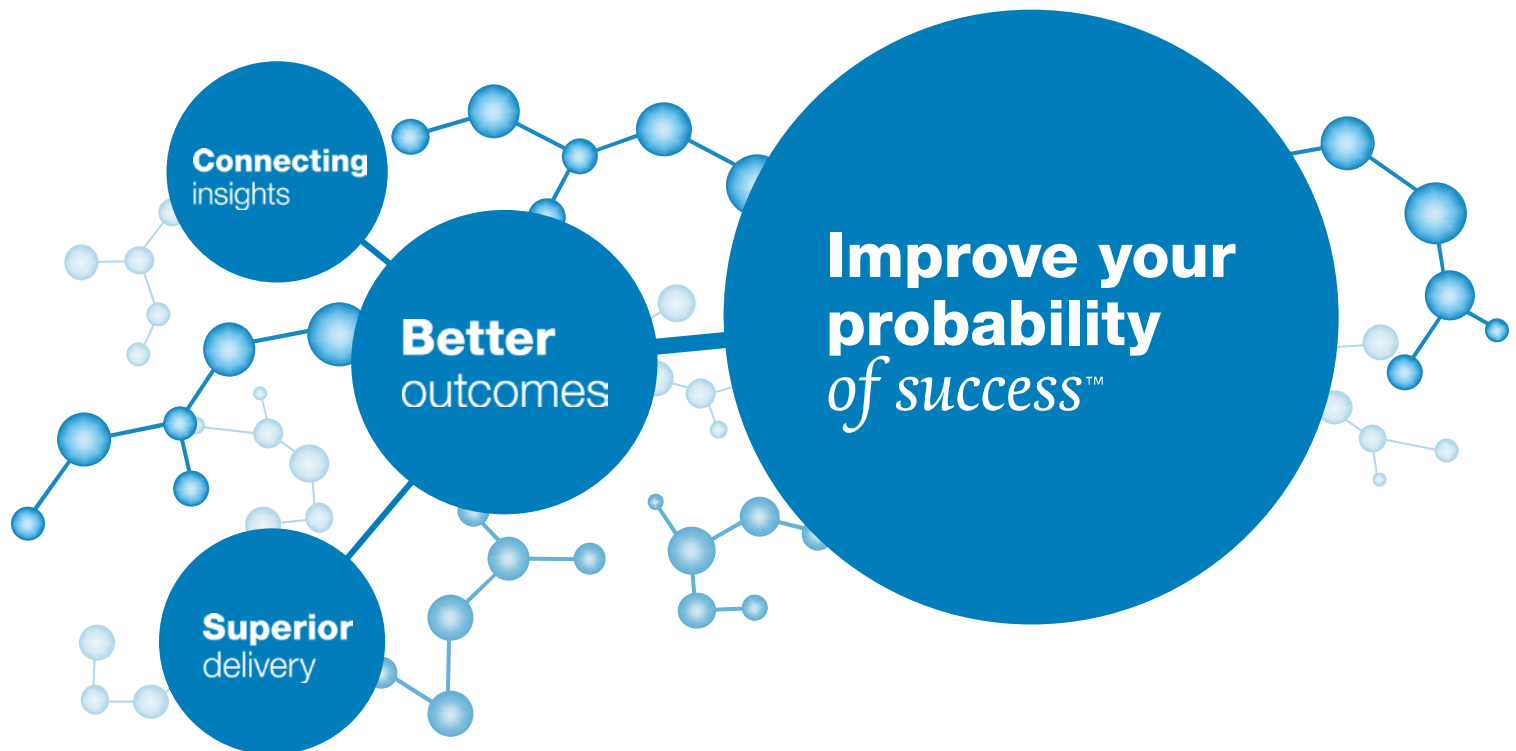 Connecting
insights
Better
outcomes
Improve your
probability
of success™
Superior
delivery